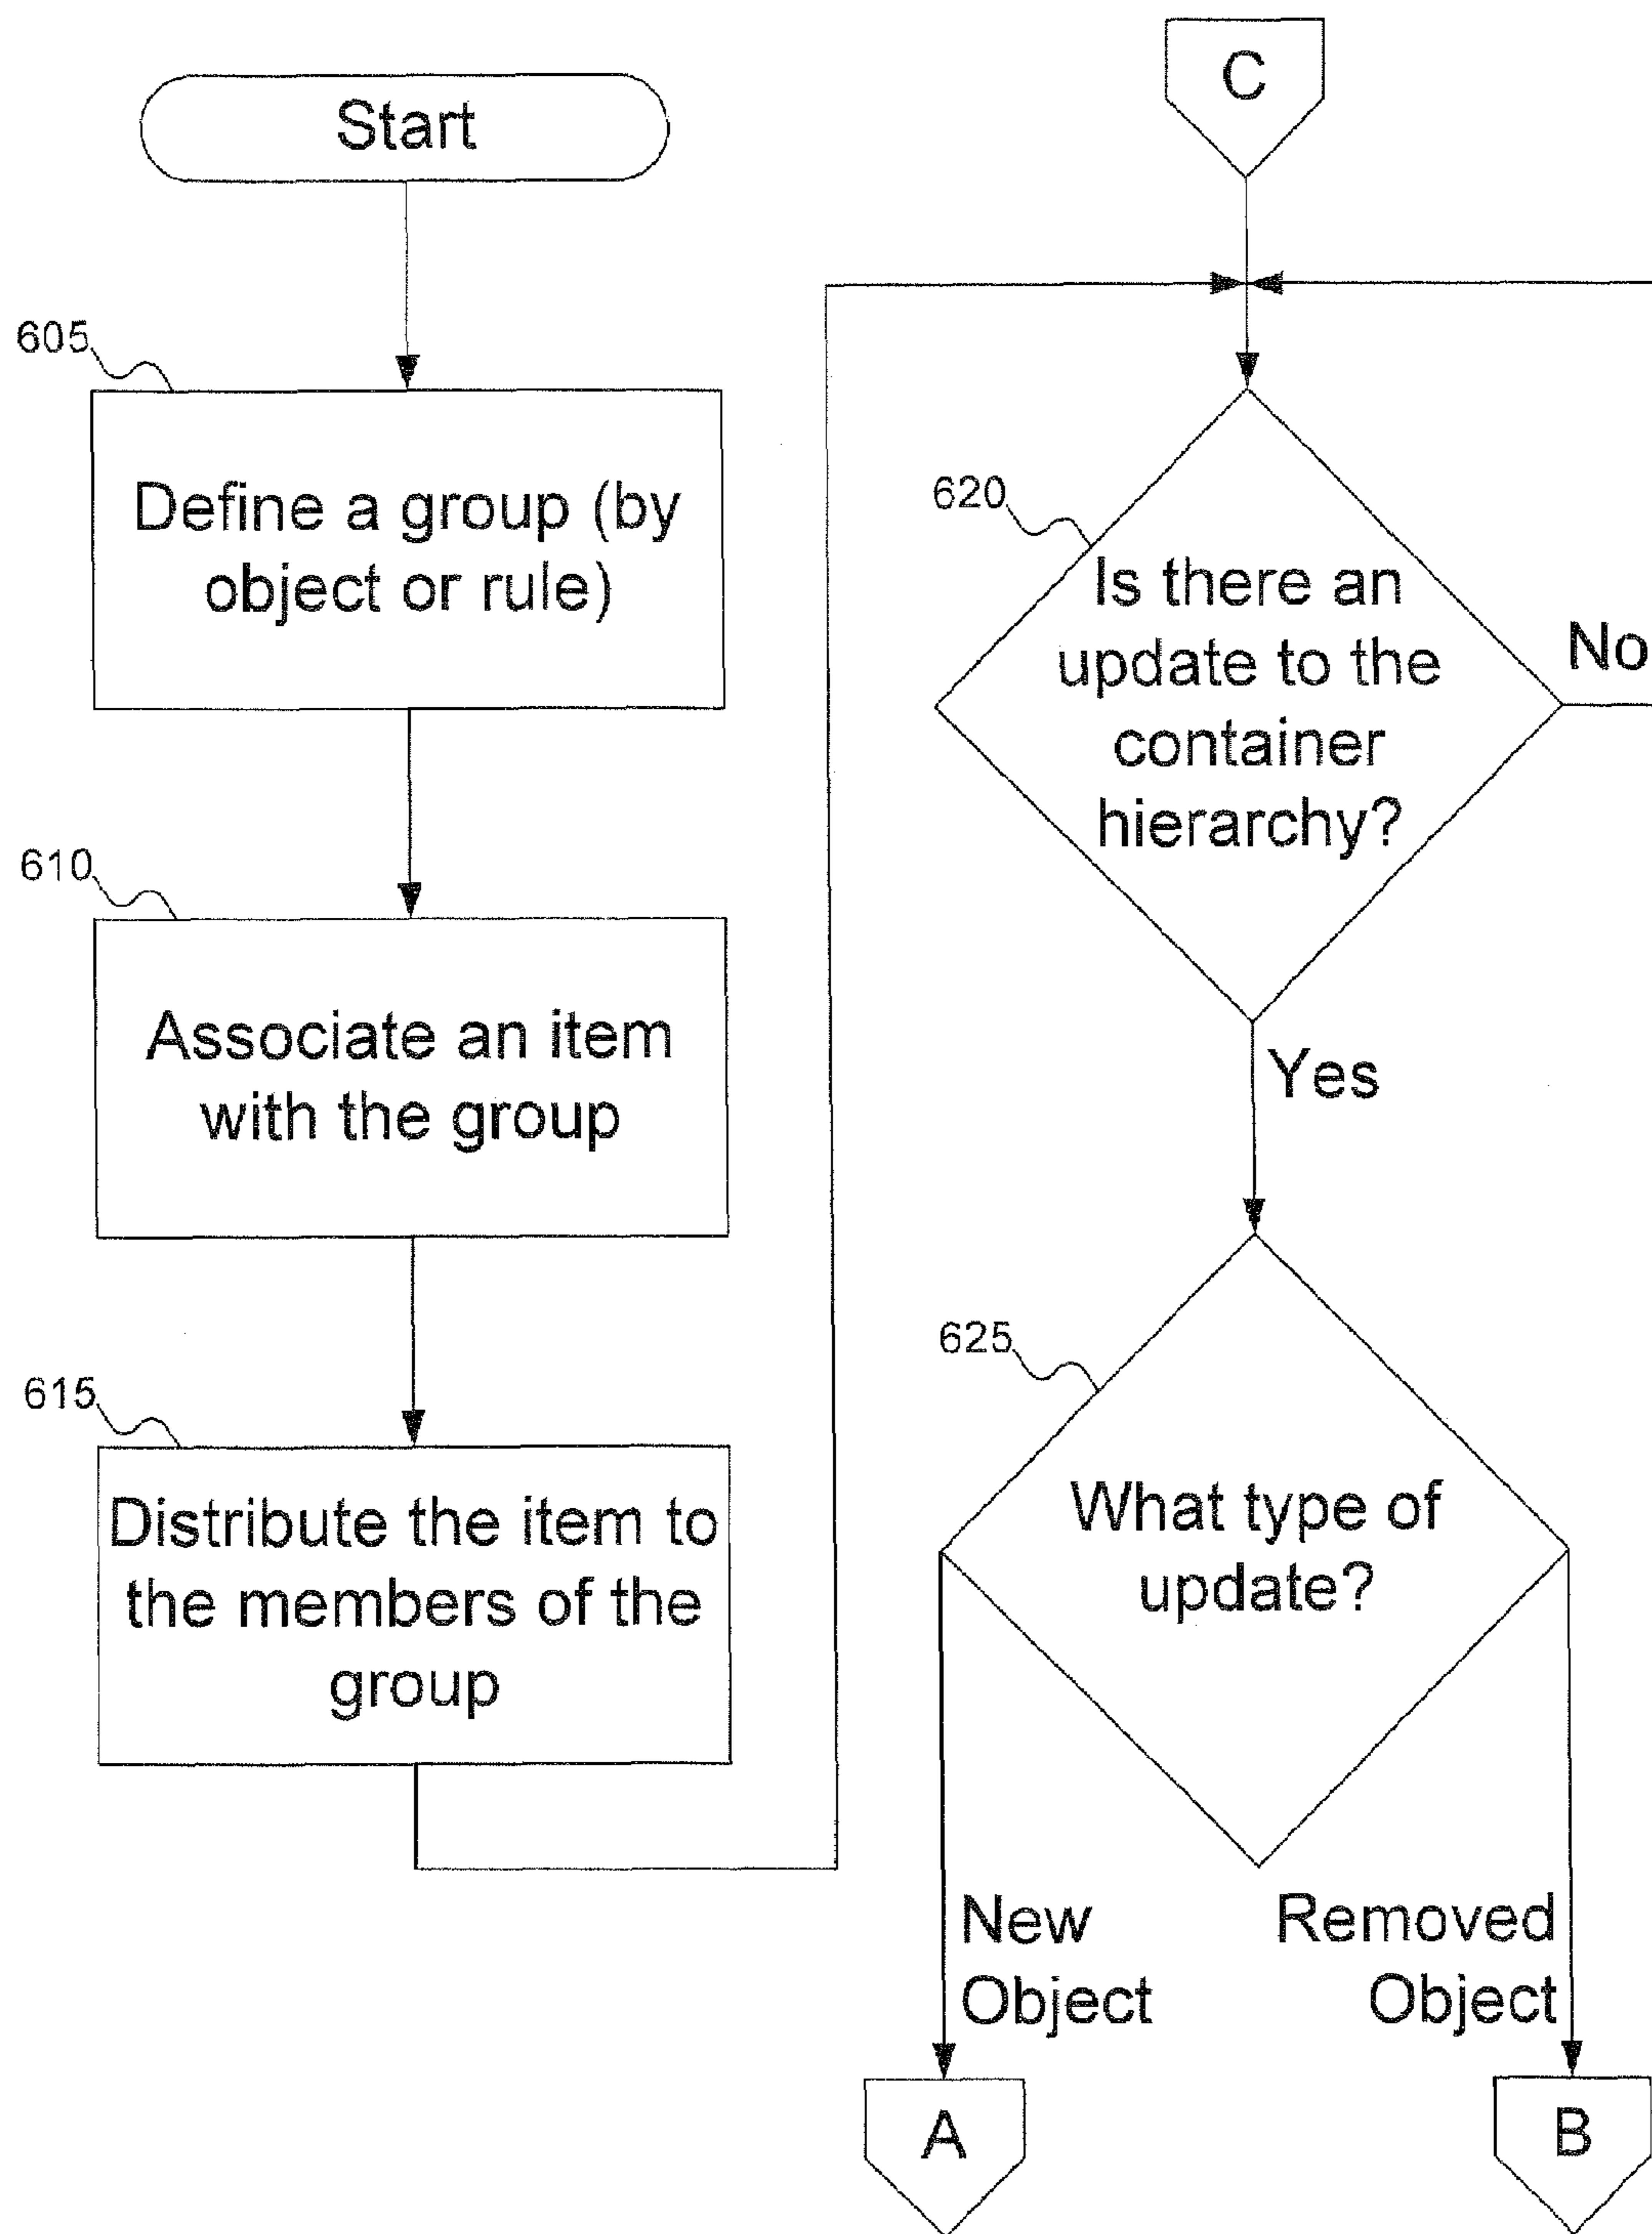 Start
605
Define a group (by
object or rule)
610
Associate an item
with the group
615
Distribute the item to
the members of the
group
C
620
Is there an
update to the
container
hierarchy?
No
Yes
625
What type of
update?
New
Object
Removed
Object
A
B